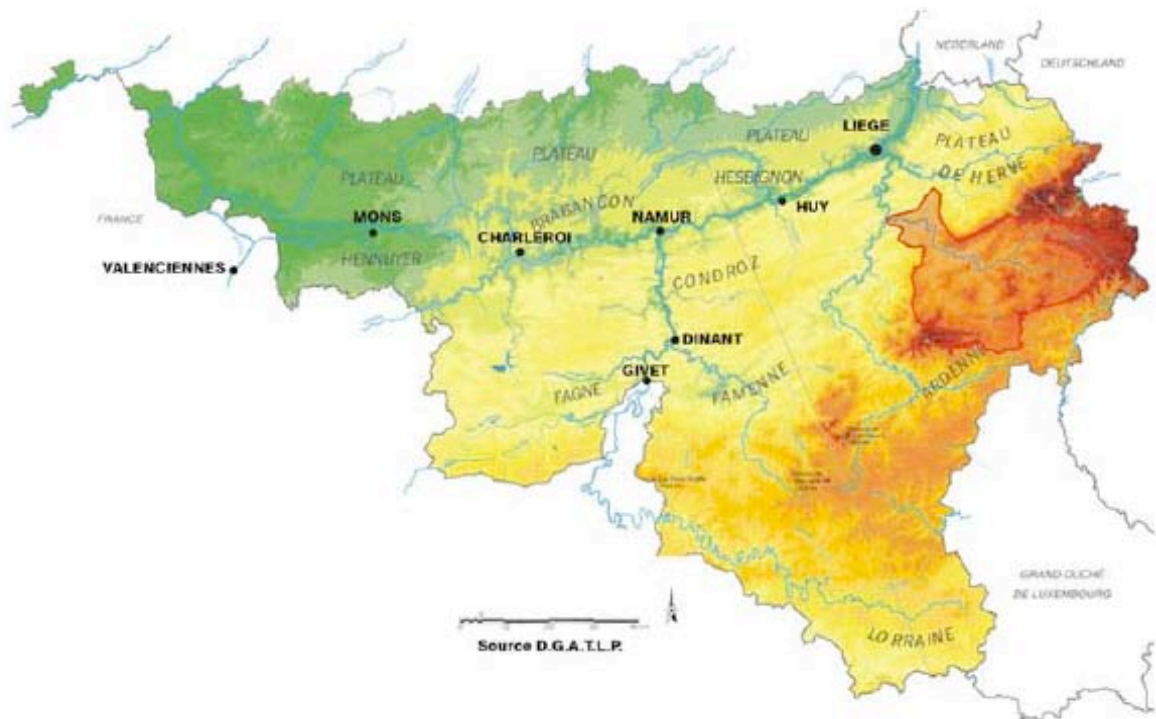 NEDERLAND
DEUTSCHLAND
LIEGE
PLATEAU
PLATEAU
PLATEAU
DE HERVE
HESBIGNON
PLATEAU
HUY
BRABANCON
NAMUR
MONS
FRANCE
CHARLEROI
HENNUYER
VALENCIENNES
CONDROZ
DINANT
GIVET
FAGNE
FAMENNE
ARDENNE
GRAND-DUCHÉ
DE LUXEMBOURG
LORRAINE
Source D.G.A.T.L.P.